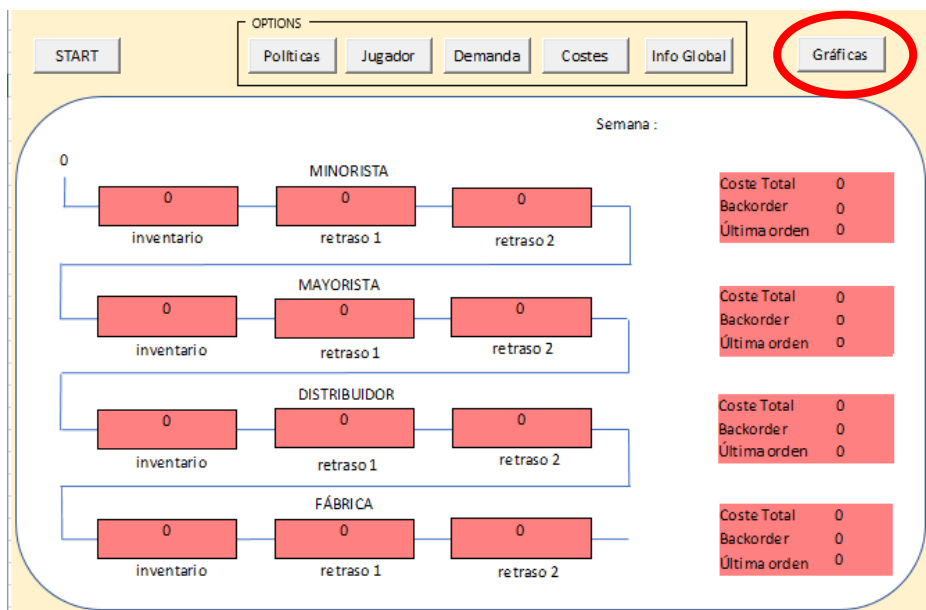 OPTIONS
START Políticas Jugador Demanda Costes Info Global Gráficas
Semana :
0
MINORISTA
0 0 0
inventario retraso 1 retraso 2
Coste Total 0
Backorder 0
Última orden 0
MAYORISTA
0 0 0
inventario retraso 1 retraso 2
Coste Total 0
Backorder 0
Última orden 0
DISTRIBUIDOR
0 0 0
inventario retraso 1 retraso 2
Coste Total 0
Backorder 0
Última orden 0
FÁBRICA
0 0 0
inventario retraso 1 retraso 2
Coste Total 0
Backorder 0
Última orden 0